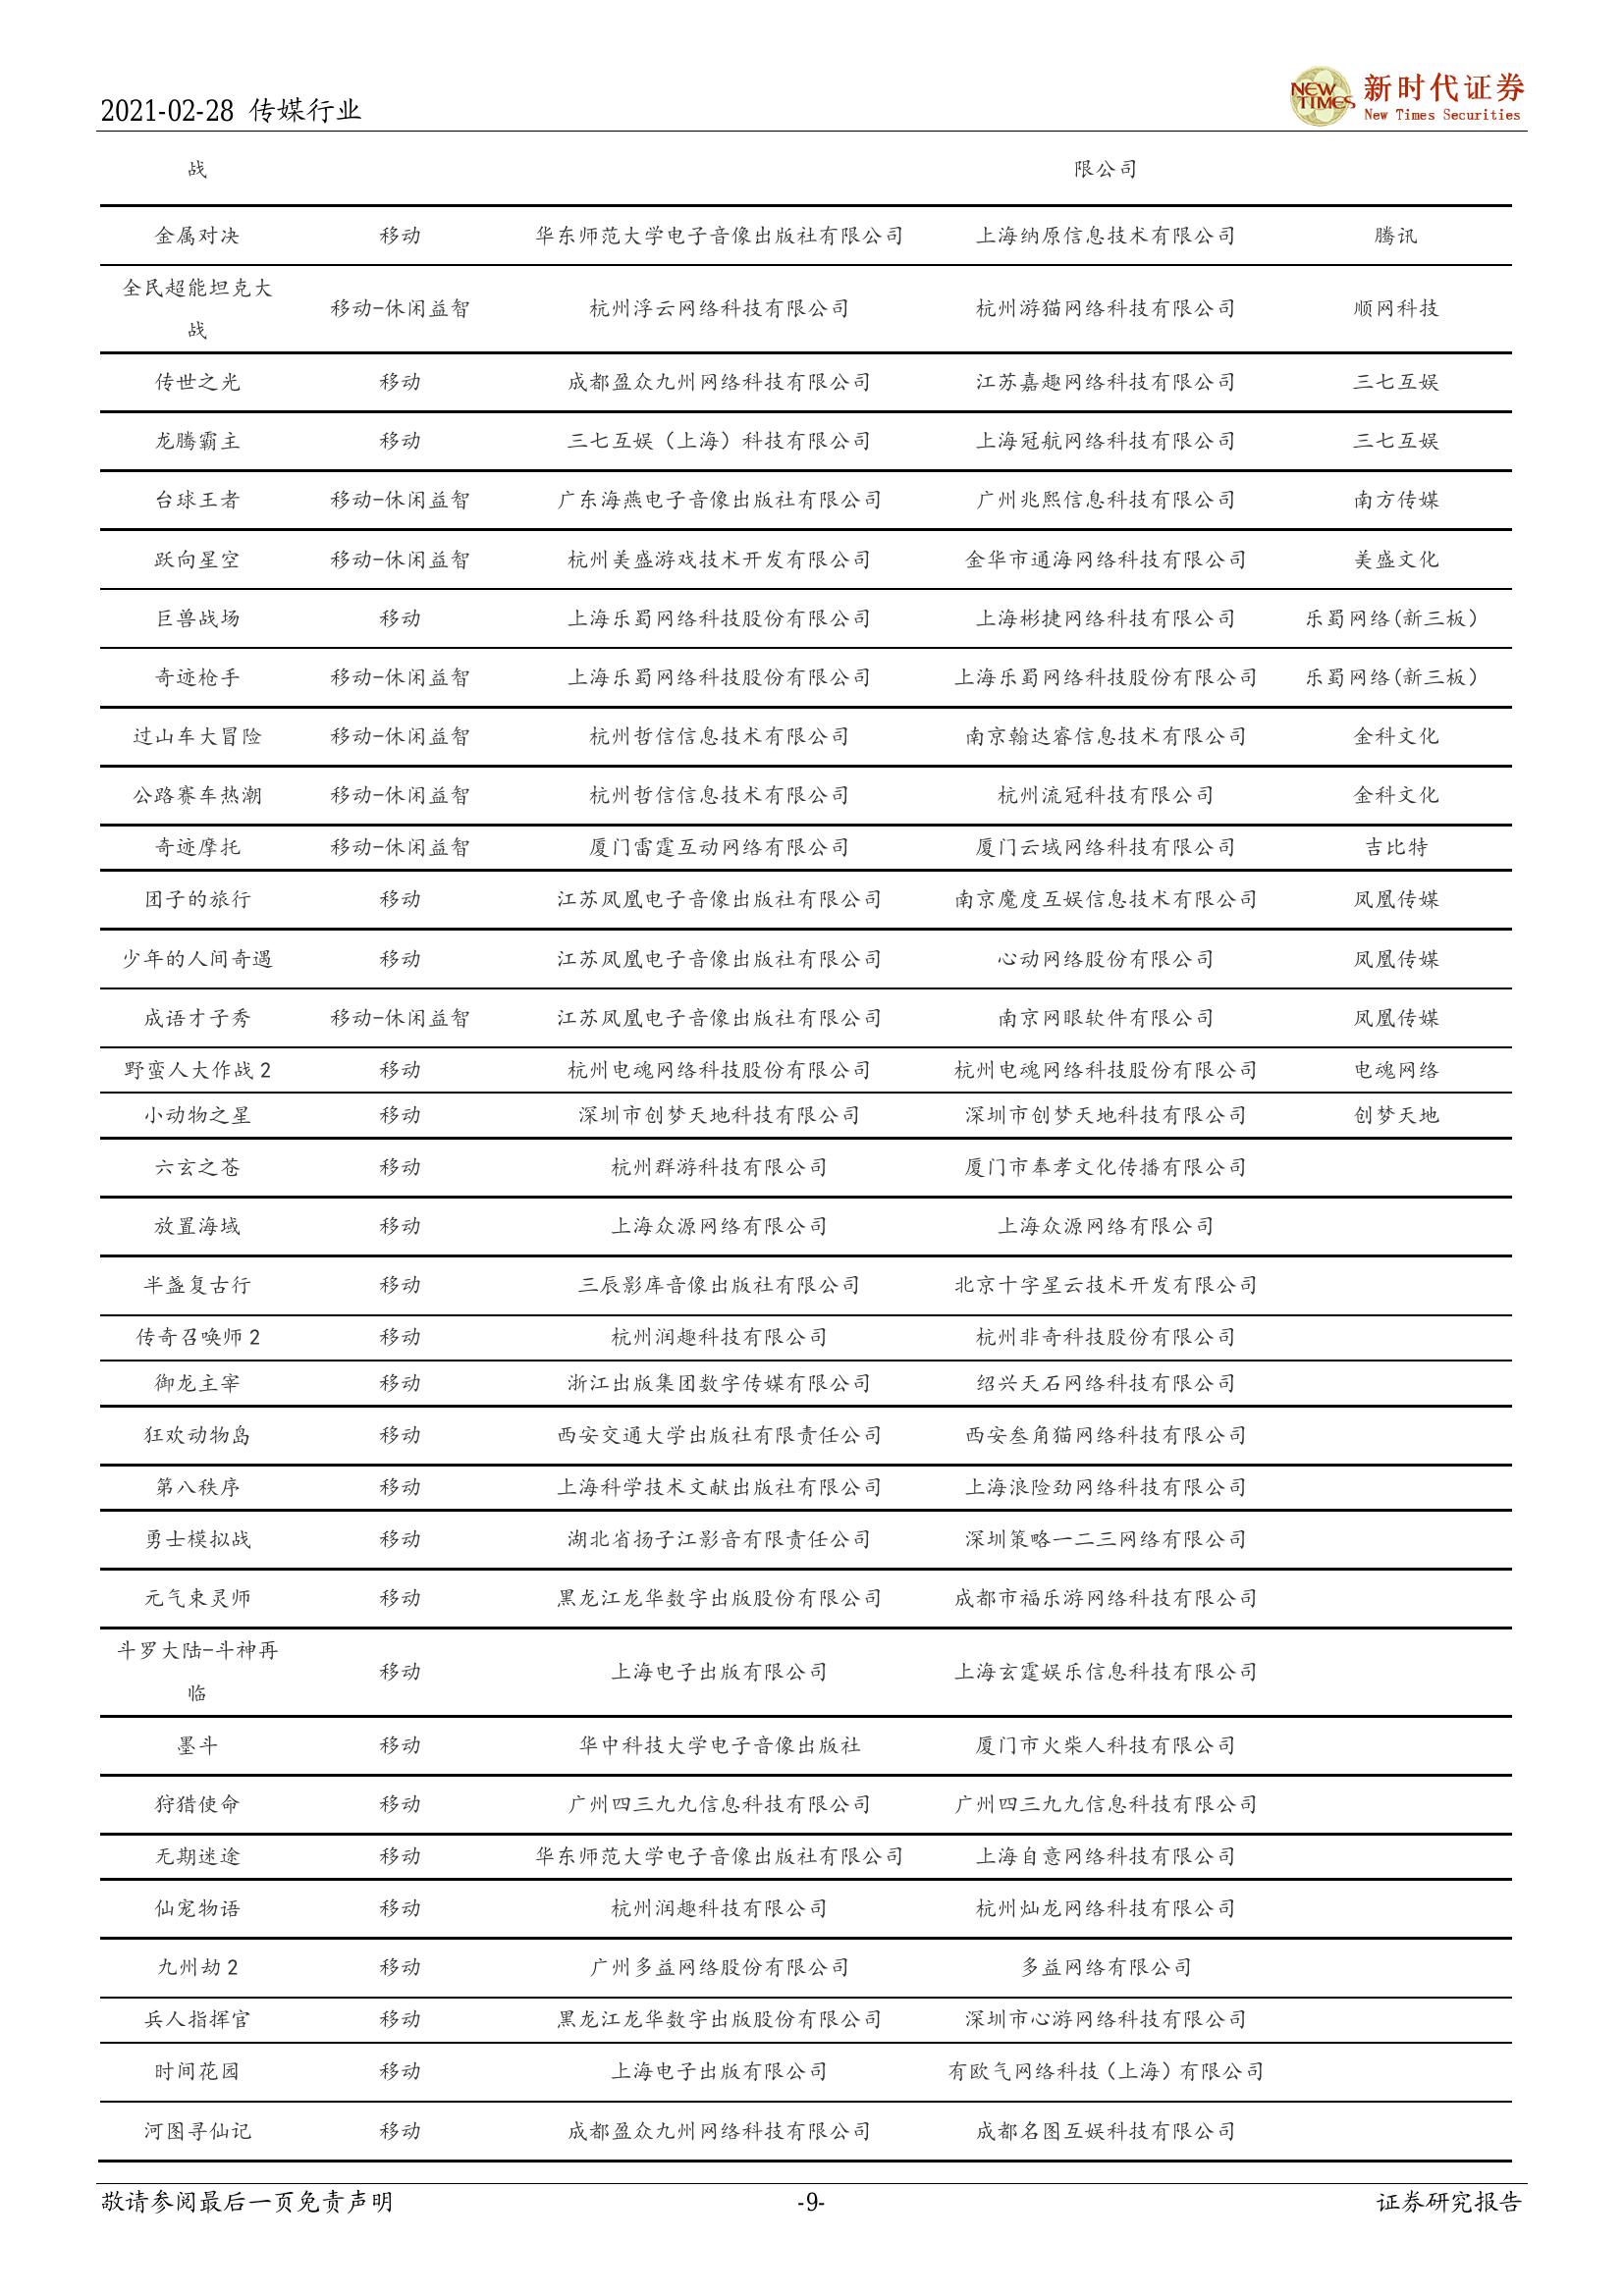 2021-02-28 传媒行业
NEW TIMES 新时代证券
New Times Securities
战 限公司
金属对决 移动 华东师范大学电子音像出版社有限公司 上海纳原信息技术有限公司 腾讯
全民超能坦克大
战 移动-休闲益智 杭州浮云网络科技有限公司 杭州游猫网络科技有限公司 顺网科技
传世之光 移动 成都盈众九州网络科技有限公司 江苏嘉趣网络科技有限公司 三七互娱
龙腾霸主 移动 三七互娱（上海）科技有限公司 上海冠航网络科技有限公司 三七互娱
台球王者 移动-休闲益智 广东海燕电子音像出版社有限公司 广州兆熙信息科技有限公司 南方传媒
跃向星空 移动-休闲益智 杭州美盛游戏技术开发有限公司 金华市通海网络科技有限公司 美盛文化
巨兽战场 移动 上海乐蜀网络科技股份有限公司 上海彬捷网络科技有限公司 乐蜀网络(新三板)
奇迹枪手 移动-休闲益智 上海乐蜀网络科技股份有限公司 上海乐蜀网络科技股份有限公司 乐蜀网络(新三板)
过山车大冒险 移动-休闲益智 杭州哲信信息技术有限公司 南京翰达睿信息技术有限公司 金科文化
公路赛车热潮 移动-休闲益智 杭州哲信信息技术有限公司 杭州流冠科技有限公司 金科文化
奇迹摩托 移动-休闲益智 厦门雷霆互动网络有限公司 厦门云域网络科技有限公司 吉比特
团子的旅行 移动 江苏凤凰电子音像出版社有限公司 南京魔度互娱信息技术有限公司 凤凰传媒
少年的人间奇遇 移动 江苏凤凰电子音像出版社有限公司 心动网络股份有限公司 凤凰传媒
成语才子秀 移动-休闲益智 江苏凤凰电子音像出版社有限公司 南京网眼软件有限公司 凤凰传媒
野蛮人大作战 2 移动 杭州电魂网络科技股份有限公司 杭州电魂网络科技股份有限公司 电魂网络
小动物之星 移动 深圳市创梦天地科技有限公司 深圳市创梦天地科技有限公司 创梦天地
六玄之苍 移动 杭州群游科技有限公司 厦门市奉孝文化传播有限公司
放置海域 移动 上海众源网络有限公司 上海众源网络有限公司
半盏复古行 移动 三辰影库音像出版社有限公司 北京十字星云技术开发有限公司
传奇召唤师 2 移动 杭州润趣科技有限公司 杭州非奇科技股份有限公司
御龙主宰 移动 浙江出版集团数字传媒有限公司 绍兴天石网络科技有限公司
狂欢动物岛 移动 西安交通大学出版社有限责任公司 西安叁角猫网络科技有限公司
第八秩序 移动 上海科学技术文献出版社有限公司 上海浪险劲网络科技有限公司
勇士模拟战 移动 湖北省扬子江影音有限责任公司 深圳策略一二三网络有限公司
元气束灵师 移动 黑龙江龙华数字出版股份有限公司 成都市福乐游网络科技有限公司
斗罗大陆-斗神再
临 移动 上海电子出版有限公司 上海玄霆娱乐信息科技有限公司
墨斗 移动 华中科技大学电子音像出版社 厦门市火柴人科技有限公司
狩猎使命 移动 广州四三九九信息科技有限公司 广州四三九九信息科技有限公司
无期迷途 移动 华东师范大学电子音像出版社有限公司 上海自意网络科技有限公司
仙宠物语 移动 杭州润趣科技有限公司 杭州灿龙网络科技有限公司
九州劫 2 移动 广州多益网络股份有限公司 多益网络有限公司
兵人指挥官 移动 黑龙江龙华数字出版股份有限公司 深圳市心游网络科技有限公司
时间花园 移动 上海电子出版有限公司 有欧气网络科技(上海)有限公司
河图寻仙记 移动 成都盈众九州网络科技有限公司 成都名图互娱科技有限公司
敬请参阅最后一页免责声明 -9- 证券研究报告